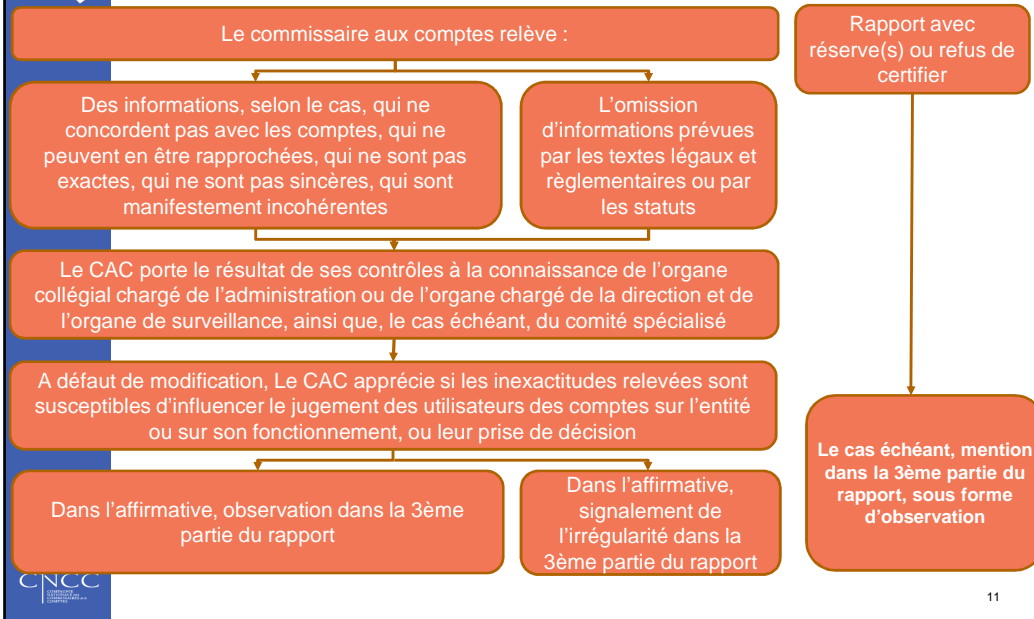 Le commissaire aux comptes relève :
Rapport avec
réserve(s) ou refus de
certifier
Des informations, selon le cas, qui ne
concordent pas avec les comptes, qui ne
peuvent en être rapprochées, qui ne sont pas
exactes, qui ne sont pas sincères, qui sont
manifestement incohérentes
L'omission
d'informations prévues
par les textes légaux et
règlementaires ou par
les statuts
Le CAC porte le résultat de ses contrôles à la connaissance de l'organe
collégial chargé de l'administration ou de l'organe chargé de la direction et de
l'organe de surveillance, ainsi que, le cas échéant, du comité spécialisé
A défaut de modification, Le CAC apprécie si les inexactitudes relevées sont
susceptibles d'influencer le jugement des utilisateurs des comptes sur l'entité
ou sur son fonctionnement, ou leur prise de décision
Dans l'affirmative, observation dans la 3ème
partie du rapport
Dans l'affirmative,
signalement de
l'irrégularité dans la
3ème partie du rapport
Le cas échéant, mention
dans la 3ème partie du
rapport, sous forme
d'observation
CNCC
COMPAGNIE
NATIONALE DES
COMMISSAIRES AUX
COMPTES
11